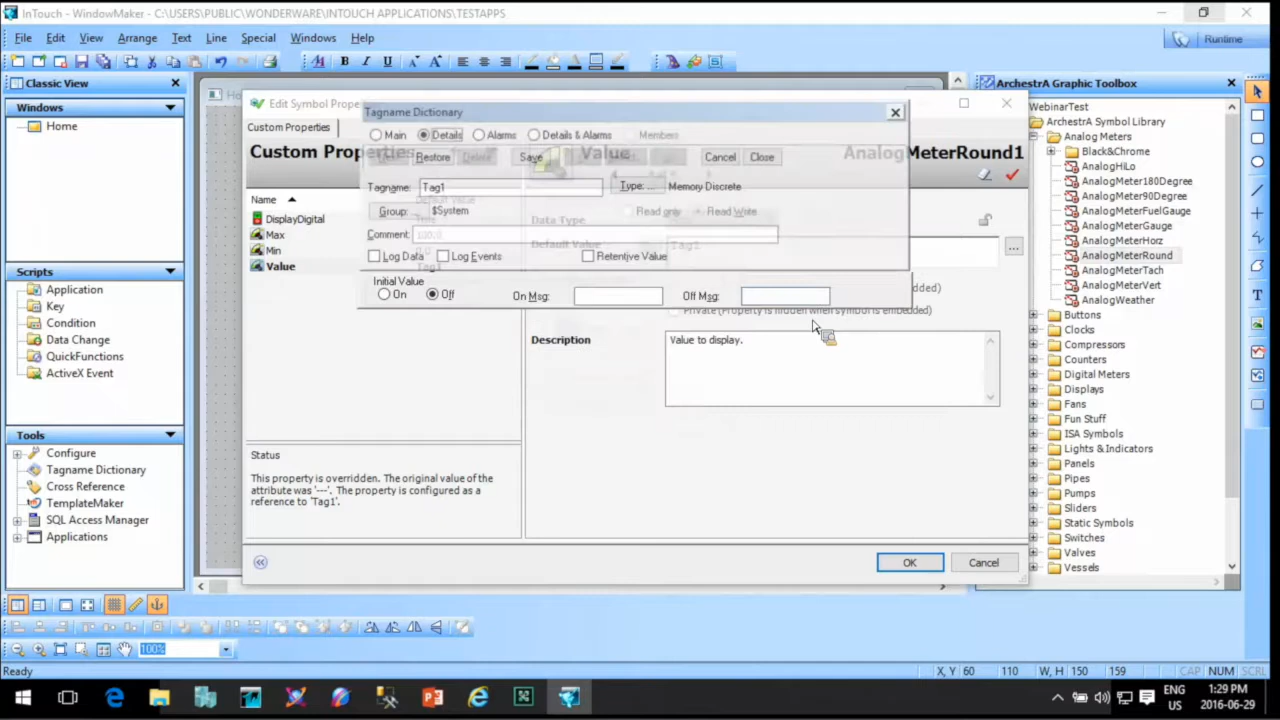 InTouch - WindowMaker - C:\USERS\PUBLIC\WONDERWARE\INTOUCH APPLICATIONS\TESTAPPS
File Edit View Arrange Text Line Special Windows Help
Runtime
B I U
Classic View
Windows
Home
Scripts
Application
Key
Condition
Data Change
QuickFunctions
ActiveX Event
Tools
Configure
Tagname Dictionary
Cross Reference
TemplateMaker
SQL Access Manager
Applications
Edit Symbol Prope
Custom Properties
Custom Properties
Value
AnalogMeterRound1
Name
DisplayDigital
Max
Min
Value
Default Value
100.0
Tag1
Data Type
Default Value
Tag1
Private (Property is hidden when symbol is embedded)
Description
Value to display.
Status
This property is overridden. The original value of the
attribute was '---'. The property is configured as a
reference to 'Tag1'.
OK
Cancel
Tagname Dictionary
Main Details Alarms Details & Alarms Members
Restore Save Cancel Close
Tagname: Tag1 Type: ... Memory Discrete
Group: $System Read only Read Write
Comment:
Log Data Log Events Retentive Value
Initial Value
On Off On Msg: Off Msg:
ArchestrA Graphic Toolbox
WebinarTest
ArchestrA Symbol Library
Analog Meters
Black&Chrome
AnalogHiLo
AnalogMeter180Degree
AnalogMeter90Degree
AnalogMeterFuelGauge
AnalogMeterGauge
AnalogMeterHorz
AnalogMeterRound
AnalogMeterTach
AnalogMeterVert
AnalogWeather
Buttons
Clocks
Compressors
Counters
Digital Meters
Displays
Fans
Fun Stuff
ISA Symbols
Lights & Indicators
Panels
Pipes
Pumps
Sliders
Static Symbols
Switches
Valves
Vessels
100%
Ready
X, Y 60 110 W, H 150 159 CAP NUM SCRL
ENG
US
1:29 PM
2016-06-29